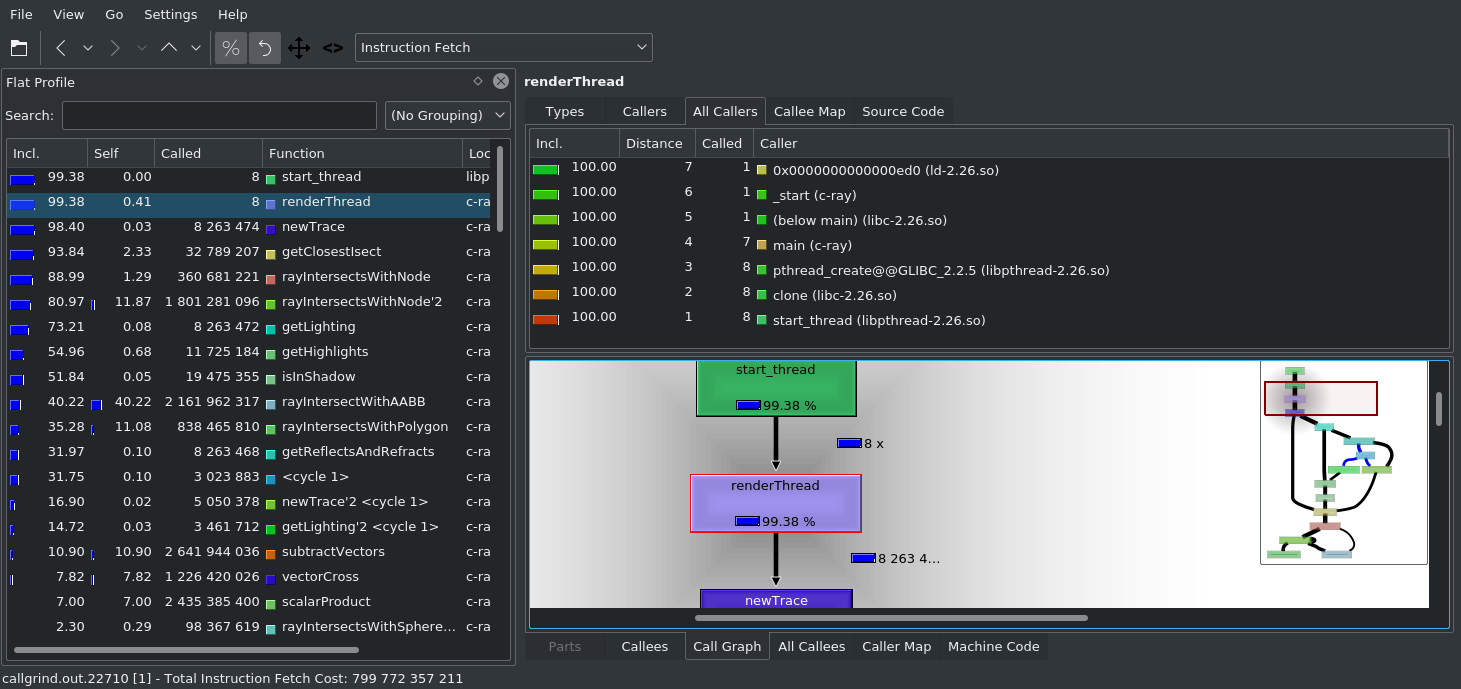 File View Go Settings Help
% Instruction Fetch
Flat Profile
Search: (No Grouping)
Incl. Self Called Function Loc
99.38 0.00 8 start_thread libp
99.38 0.41 8 renderThread c-ra
98.40 0.03 8 263 474 newTrace c-ra
93.84 2.33 32 789 207 getClosestIsect c-ra
88.99 1.29 360 681 221 rayIntersectsWithNode c-ra
80.97 11.87 1 801 281 096 rayIntersectsWithNode'2 c-ra
73.21 0.08 8 263 472 getLighting c-ra
54.96 0.68 11 725 184 getHighlights c-ra
51.84 0.05 19 475 355 isInShadow c-ra
40.22 40.22 2 161 962 317 rayIntersectWithAABB c-ra
35.28 11.08 838 465 810 rayIntersectsWithPolygon c-ra
31.97 0.10 8 263 468 getReflectsAndRefracts c-ra
31.75 0.10 3 023 883 <cycle 1> c-ra
16.90 0.02 5 050 378 newTrace'2 <cycle 1> c-ra
14.72 0.03 3 461 712 getLighting'2 <cycle 1> c-ra
10.90 10.90 2 641 944 036 subtractVectors c-ra
7.82 7.82 1 226 420 026 vectorCross c-ra
7.00 7.00 2 435 385 400 scalarProduct c-ra
2.30 0.29 98 367 619 rayIntersectsWithSphere... c-ra
renderThread
Types Callers All Callers Callee Map Source Code
Incl. Distance Called Caller
100.00 7 1 0x0000000000000ed0 (ld-2.26.so)
100.00 6 1 _start (c-ray)
100.00 5 1 (below main) (libc-2.26.so)
100.00 4 7 main (c-ray)
100.00 3 8 pthread_create@@GLIBC_2.2.5 (libpthread-2.26.so)
100.00 2 8 clone (libc-2.26.so)
100.00 1 8 start_thread (libpthread-2.26.so)
start_thread
99.38 %
8 x
renderThread
99.38 %
8 263 4...
newTrace
Parts Callees Call Graph All Callees Caller Map Machine Code
callgrind.out.22710 [1] - Total Instruction Fetch Cost: 799 772 357 211